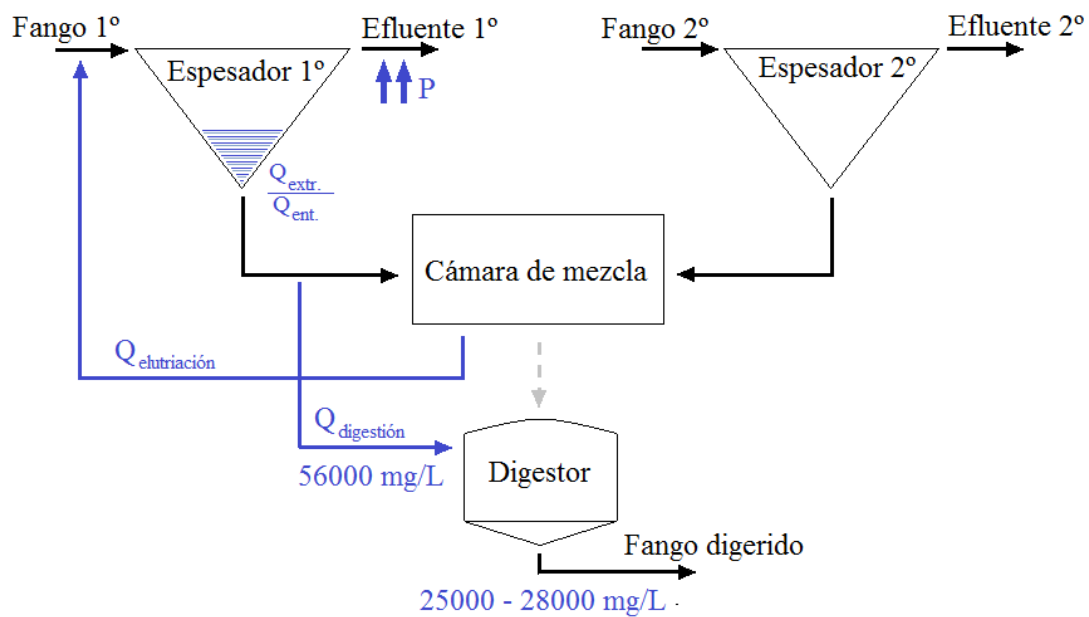 Fango 1º
Efluente 1º
Fango 2º
Efluente 2º
Espesador 1º
Espesador 2º
P
Qextr.
Qent.
Cámara de mezcla
Qelutriación
Qdigestión
56000 mg/L
Digestor
Fango digerido
25000 - 28000 mg/L .